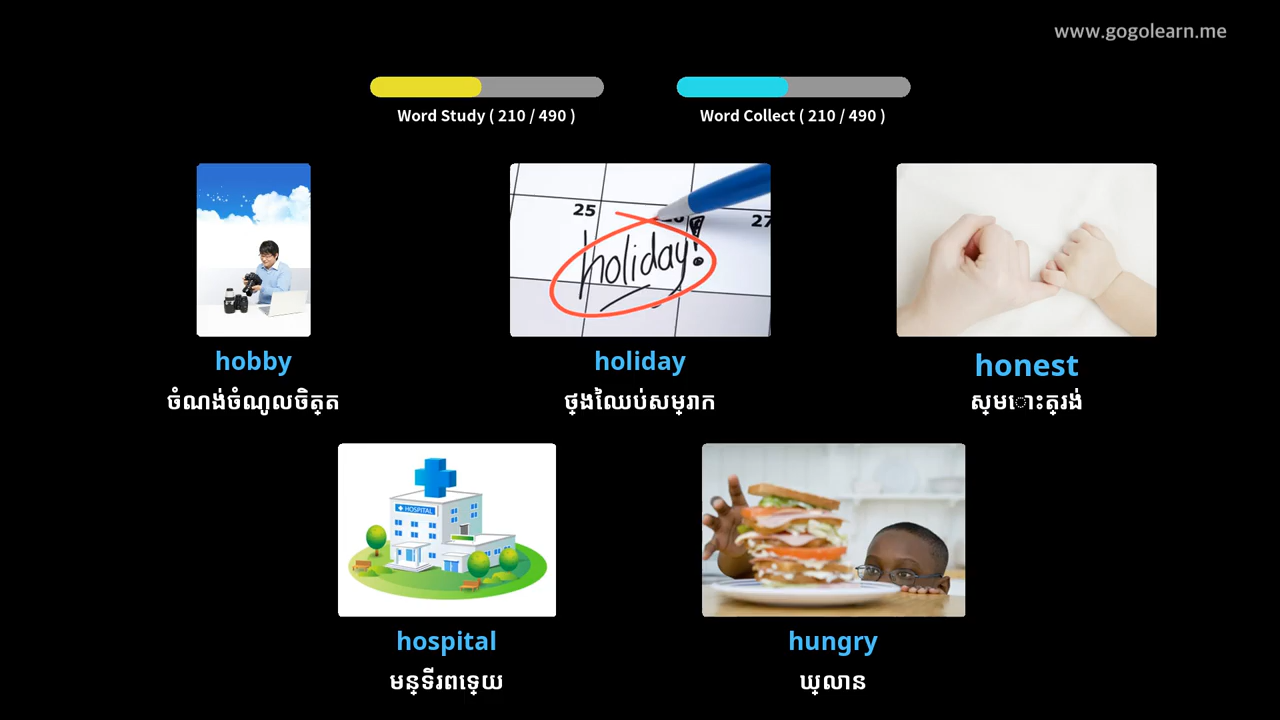 www.gogolearn.me
Word Study ( 210 / 490 )
Word Collect ( 210 / 490 )
25
27
holiday!
HOSPITAL
hobby
holiday
honest
ចំណង់ចំណូលចិត្ត
ថ្ងៃឈប់សម្រាក
ស្មោះត្រង់
hospital
hungry
មន្ទីរពេទ្យ
ឃ្លាន